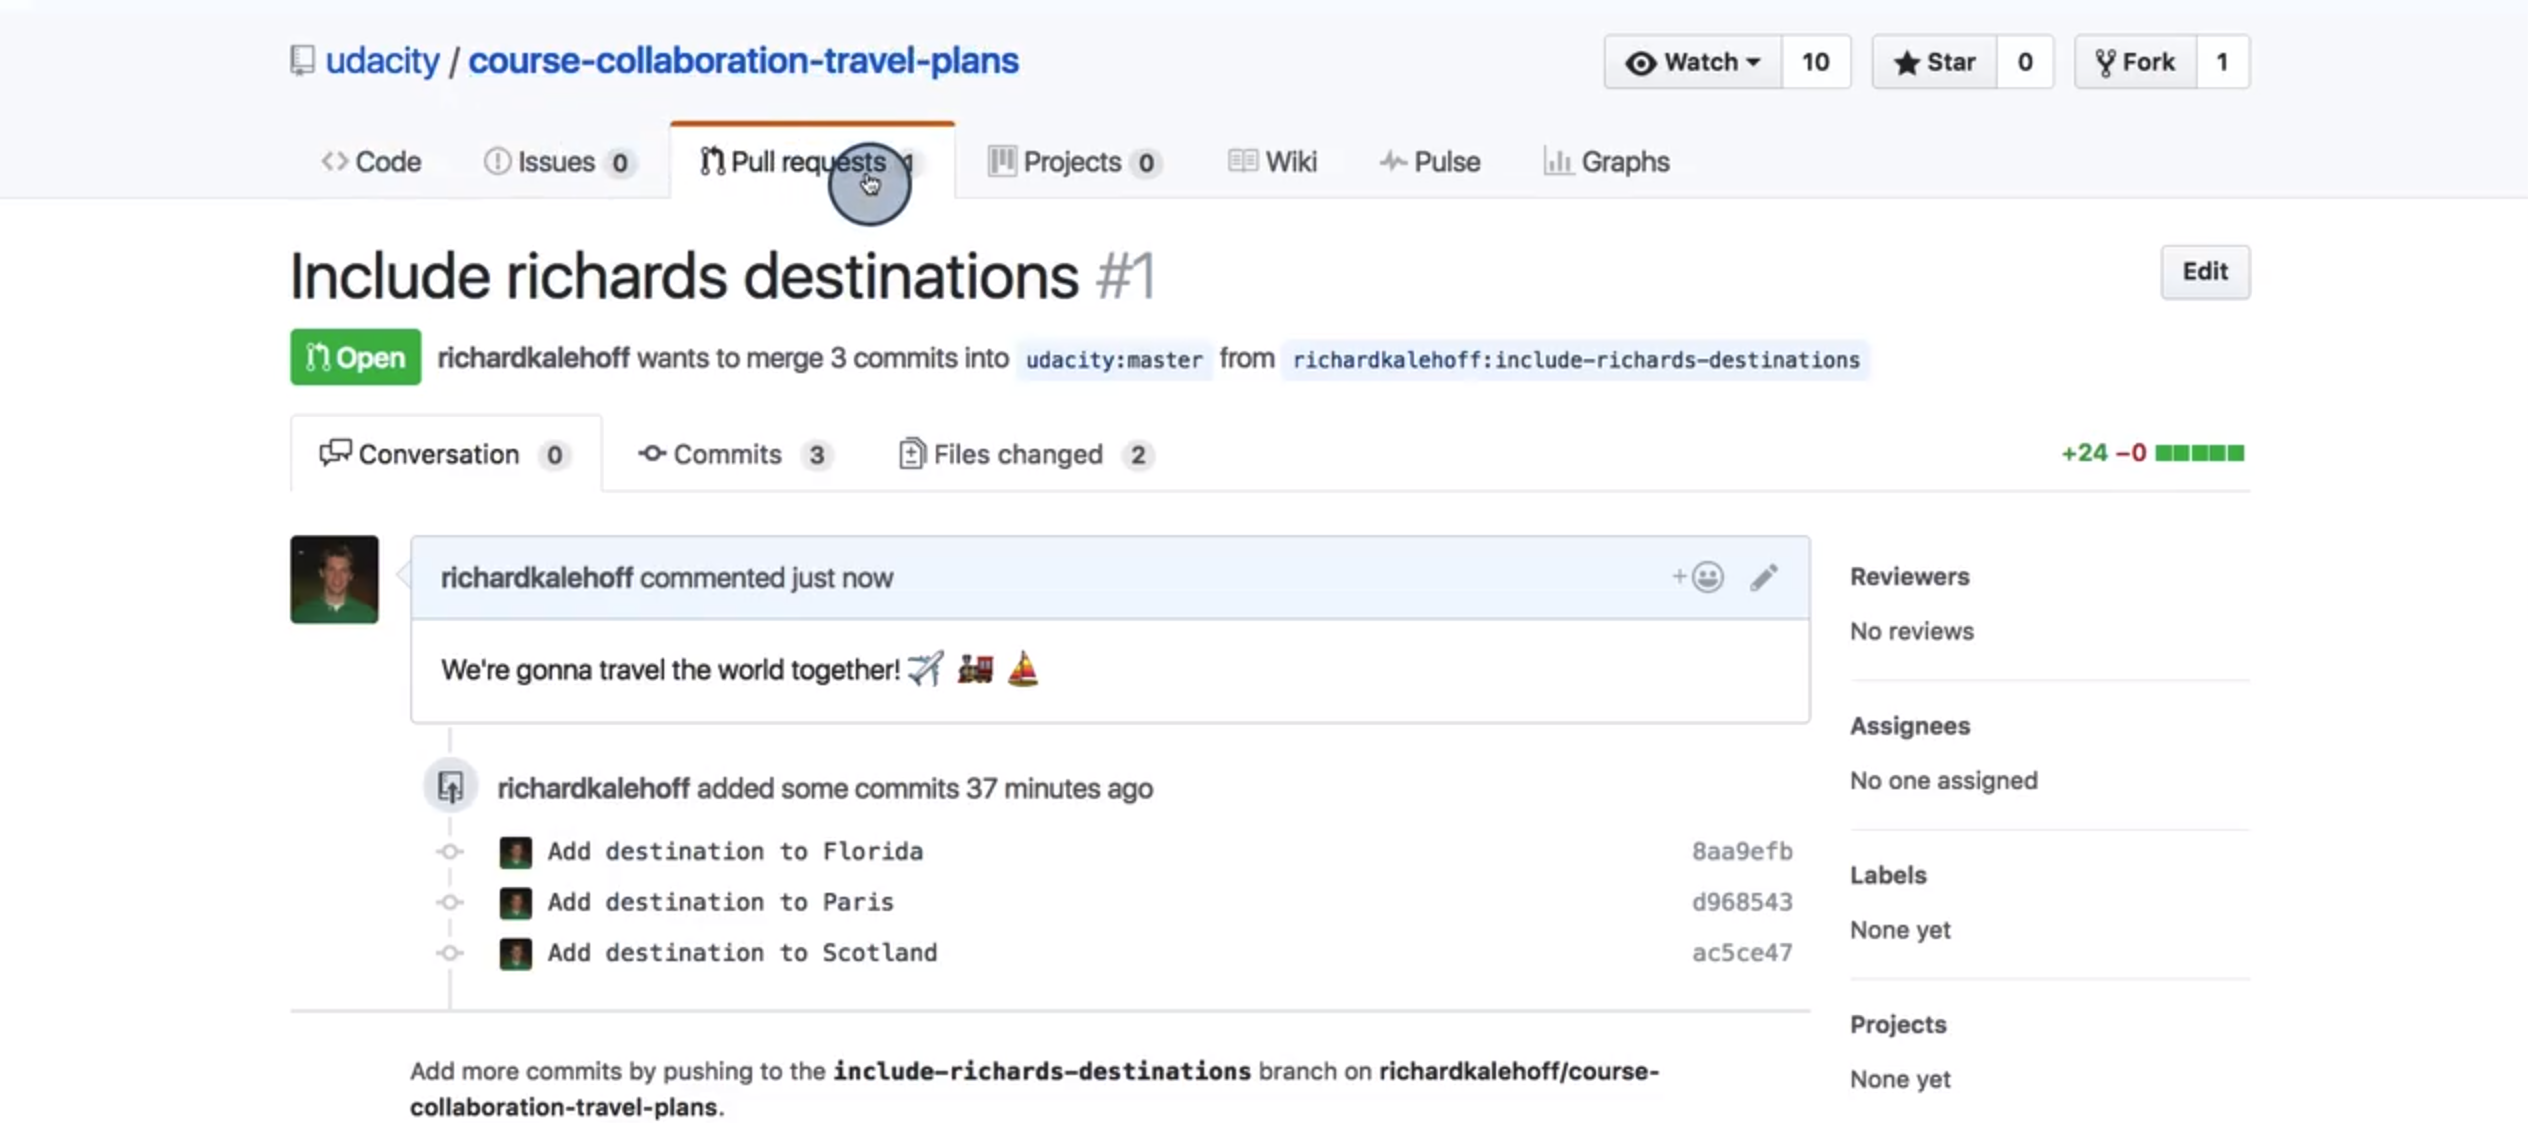 udacity / course-collaboration-travel-plans
Watch 10 Star 0 Fork 1
Code Issues 0 Pull requests 1 Projects 0 Wiki Pulse Graphs
Include richards destinations #1
Edit
Open richardkalehoff wants to merge 3 commits into udacity:master from richardkalehoff:include-richards-destinations
Conversation 0 Commits 3 Files changed 2
+24 −0
richardkalehoff commented just now
We're gonna travel the world together!
richardkalehoff added some commits 37 minutes ago
Add destination to Florida 8aa9efb
Add destination to Paris d968543
Add destination to Scotland ac5ce47
Add more commits by pushing to the include-richards-destinations branch on richardkalehoff/course-
collaboration-travel-plans.
Reviewers
No reviews
Assignees
No one assigned
Labels
None yet
Projects
None yet